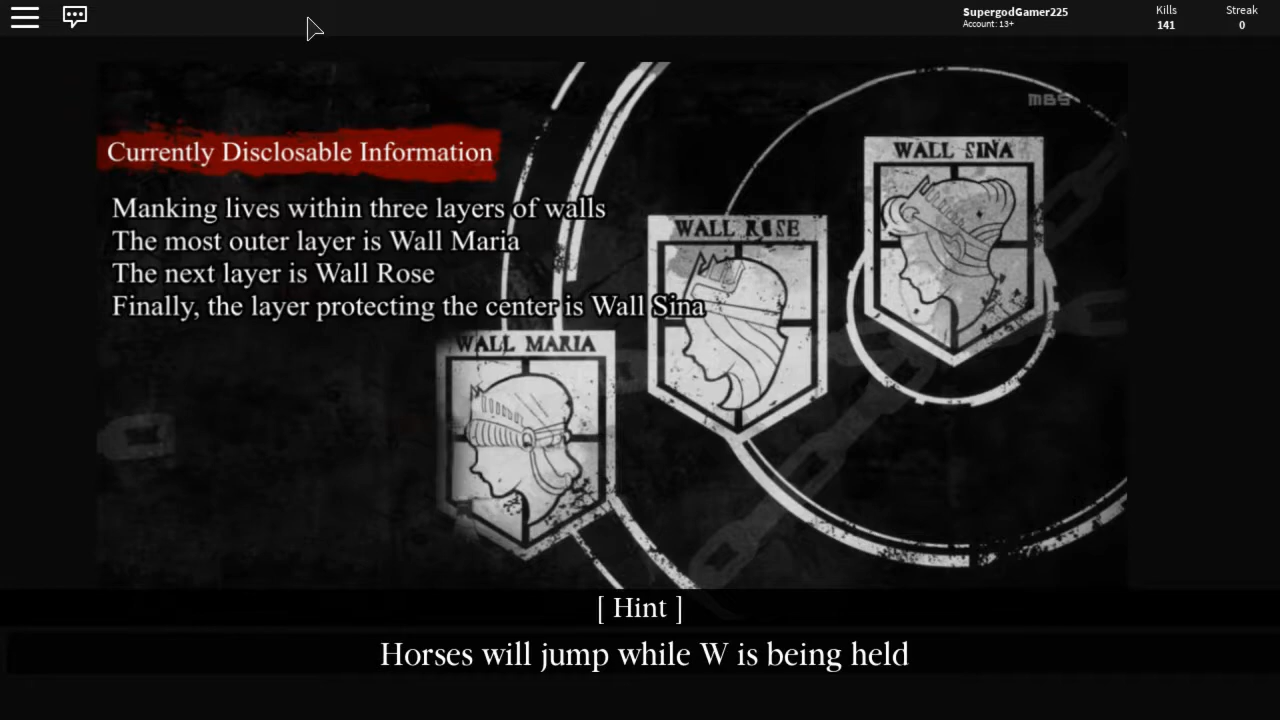 SupergodGamer225
Account: 13+
Kills
141
Streak
0
MBS
Currently Disclosable Information
Manking lives within three layers of walls
The most outer layer is Wall Maria
The next layer is Wall Rose
Finally, the layer protecting the center is Wall Sina
WALL SINA
WALL ROSE
WALL MARIA
[ Hint ]
Horses will jump while W is being held